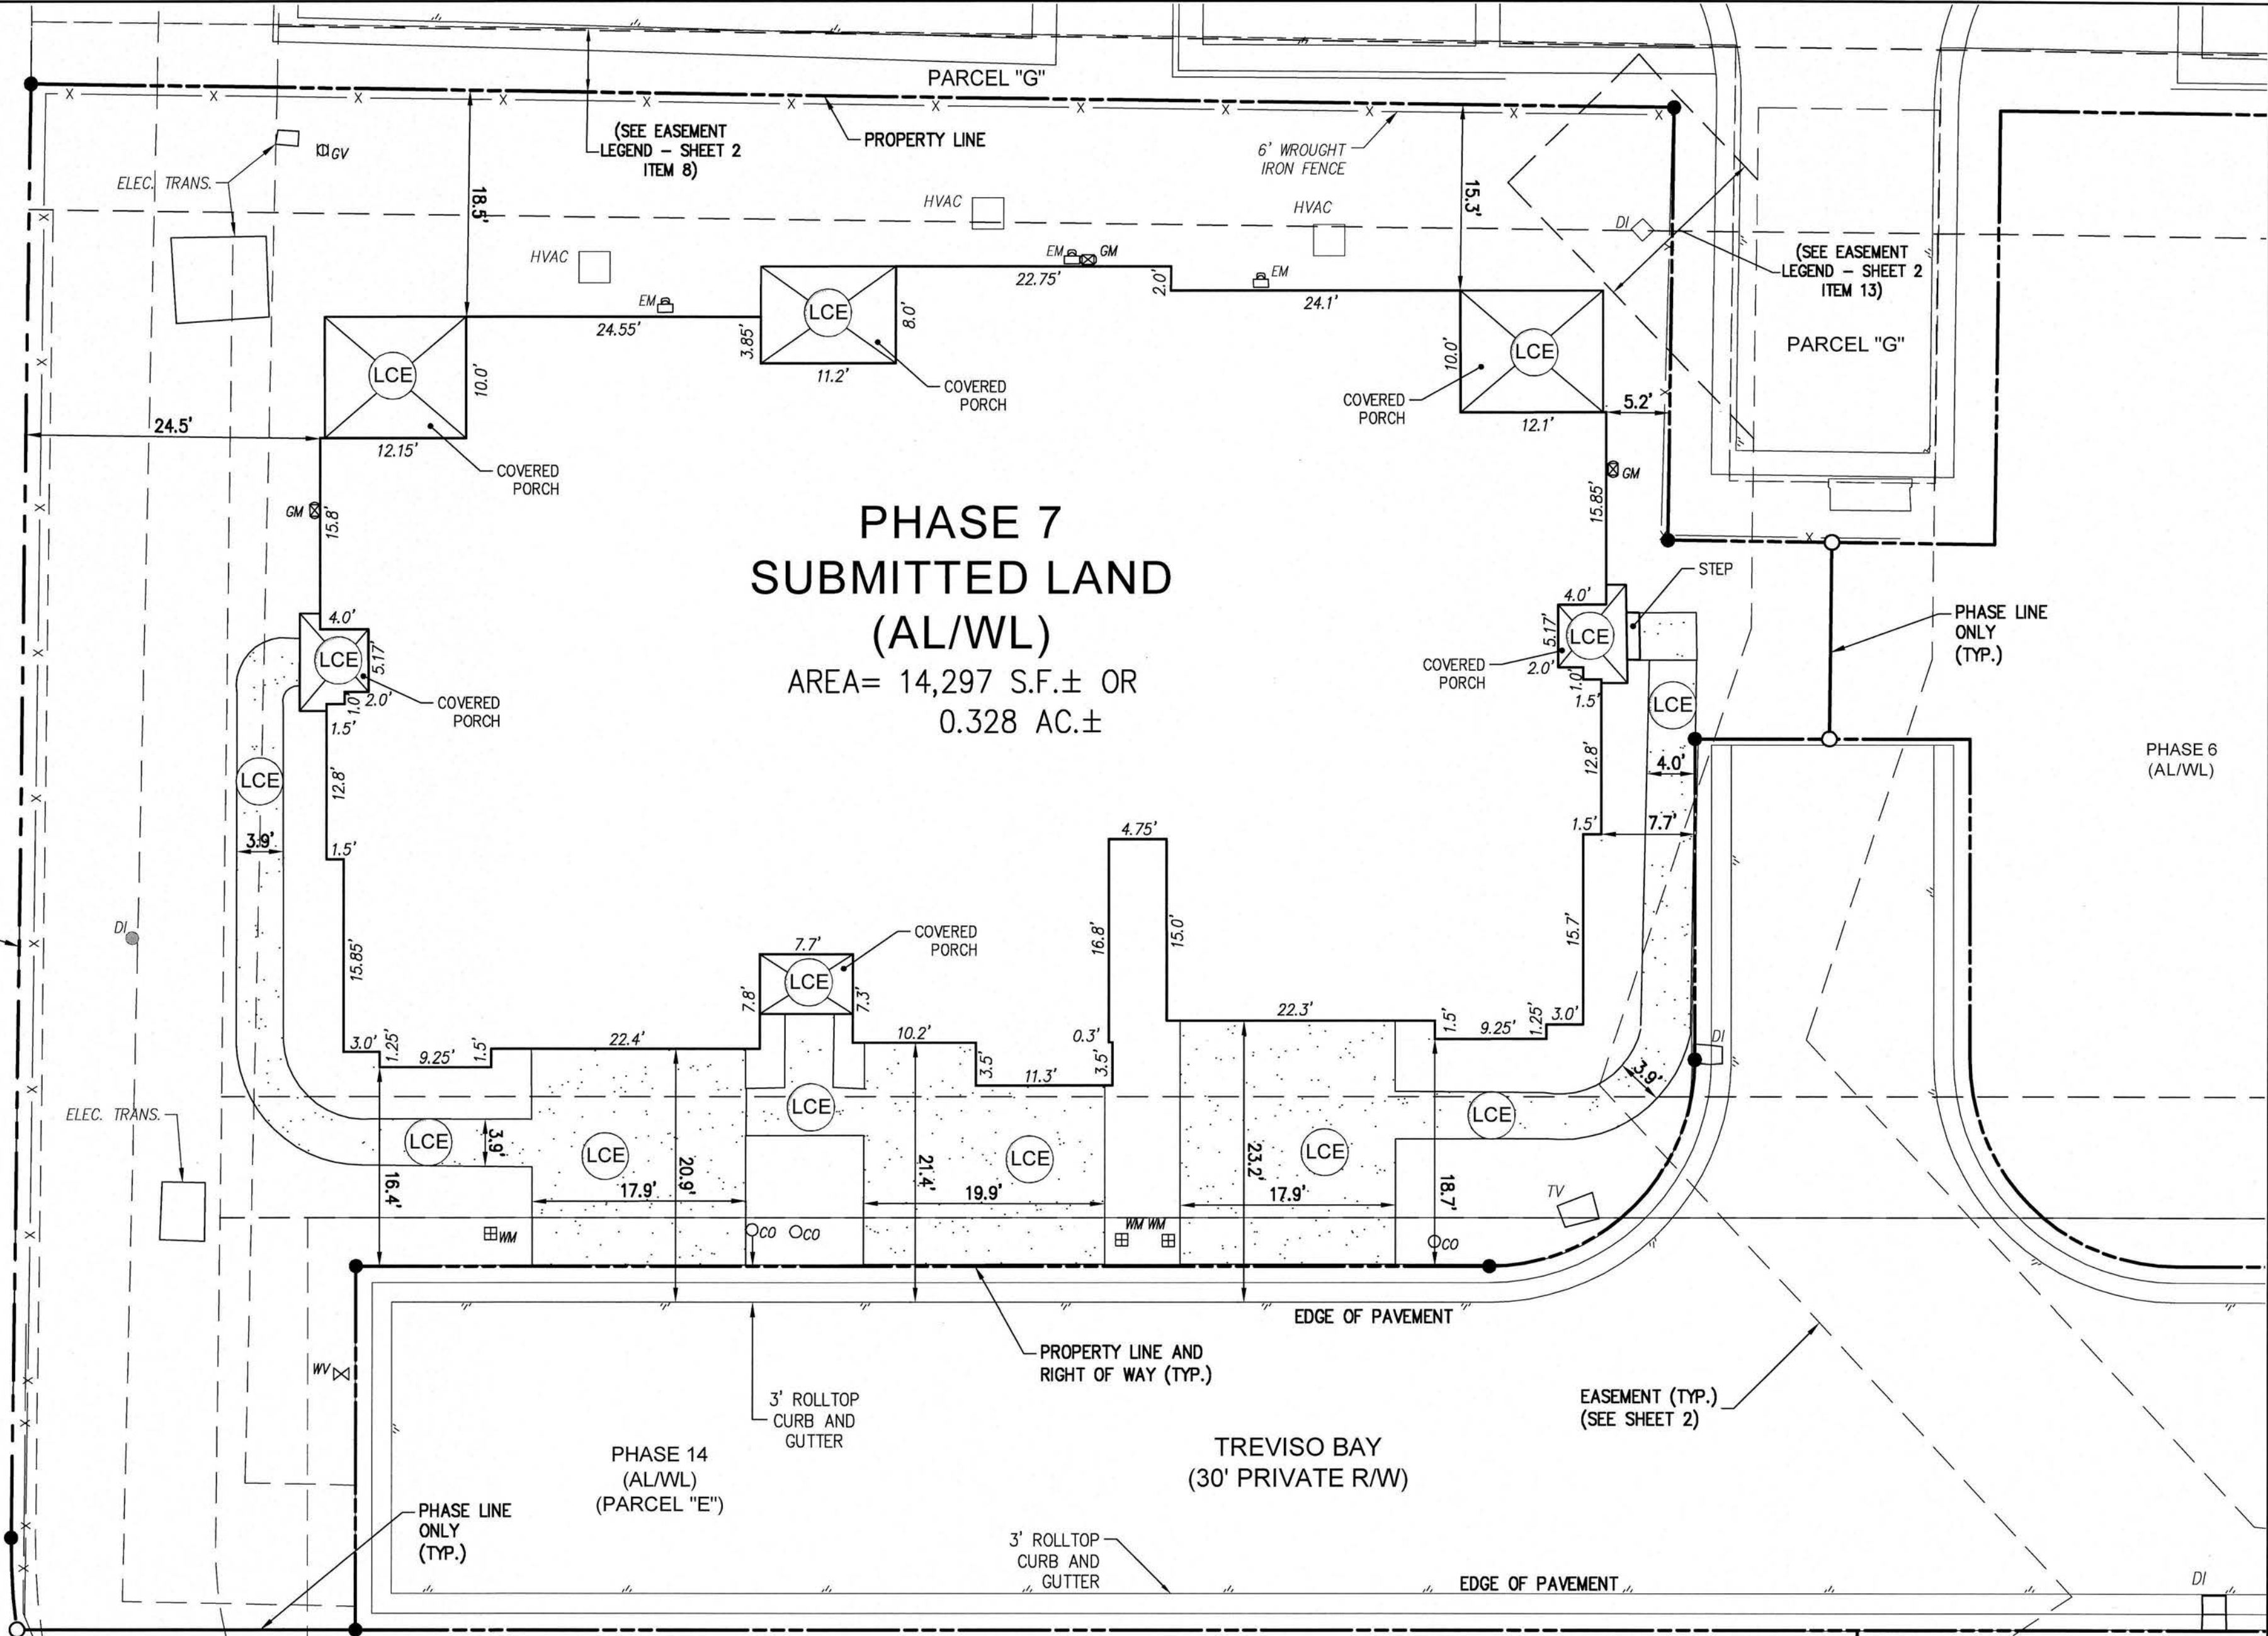 PARCEL "G"
(SEE EASEMENT
LEGEND - SHEET 2
ITEM 8)
PROPERTY LINE
6' WROUGHT
IRON FENCE
ELEC. TRANS.
GV
18.5'
15.3'
HVAC
HVAC
HVAC
DI
(SEE EASEMENT
LEGEND - SHEET 2
ITEM 13)
PARCEL "G"
EM
EM GM
EM
24.55'
3.85'
LCE
8.0'
22.75'
2.0'
24.1'
LCE
10.0'
11.2'
COVERED
PORCH
LCE
10.0'
12.1'
COVERED
PORCH
5.2'
24.5'
12.15'
COVERED
PORCH
GM
15.8'
GM
15.85'
PHASE 7
SUBMITTED LAND
(AL/WL)
AREA= 14,297 S.F.± OR
0.328 AC.±
STEP
PHASE LINE
ONLY
(TYP.)
4.0'
LCE
5.17'
1.0'
2.0'
1.5'
COVERED
PORCH
4.0'
5.17'
LCE
2.0'
1.0'
1.5'
COVERED
PORCH
LCE
PHASE 6
(AL/WL)
LCE
12.8'
12.8'
4.0'
3.9'
1.5'
4.75'
1.5'
7.7'
DI
15.85'
7.7'
COVERED
PORCH
LCE
7.8'
7.3'
16.8'
15.0'
15.7'
3.0'
1.25'
9.25'
1.5'
22.4'
10.2'
3.5'
11.3'
0.3'
3.5'
22.3'
1.5'
9.25'
1.25'
3.0'
DI
3.9'
ELEC. TRANS.
LCE
3.9'
LCE
LCE
LCE
LCE
LCE
16.4'
17.9'
20.9'
21.4'
19.9'
23.2'
17.9'
18.7'
TV
WM
CO
CO
WM WM
CO
EDGE OF PAVEMENT
PROPERTY LINE AND
RIGHT OF WAY (TYP.)
WV
3' ROLLTOP
CURB AND
GUTTER
EASEMENT (TYP.)
(SEE SHEET 2)
PHASE 14
(AL/WL)
(PARCEL "E")
TREVISO BAY
(30' PRIVATE R/W)
PHASE LINE
ONLY
(TYP.)
3' ROLLTOP
CURB AND
GUTTER
EDGE OF PAVEMENT
DI